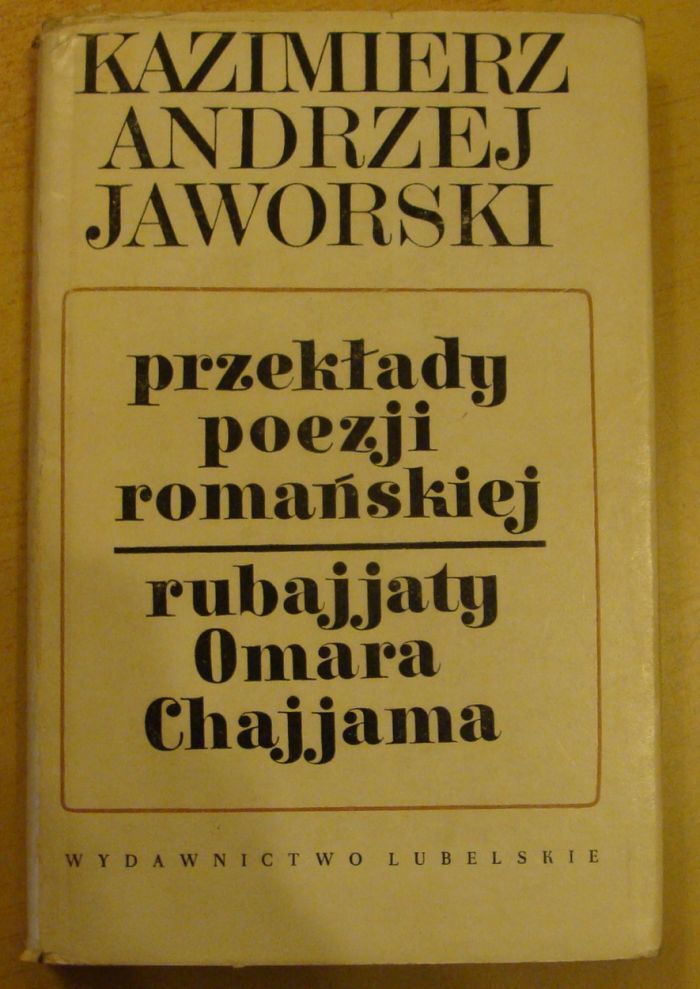 KAZIMIERZ
ANDRZEJ
JAWORSKI
przekłady
poezji
romańskiej
rubajjaty
Omara
Chajjama
WYDAWNICTWO LUBELSKIE